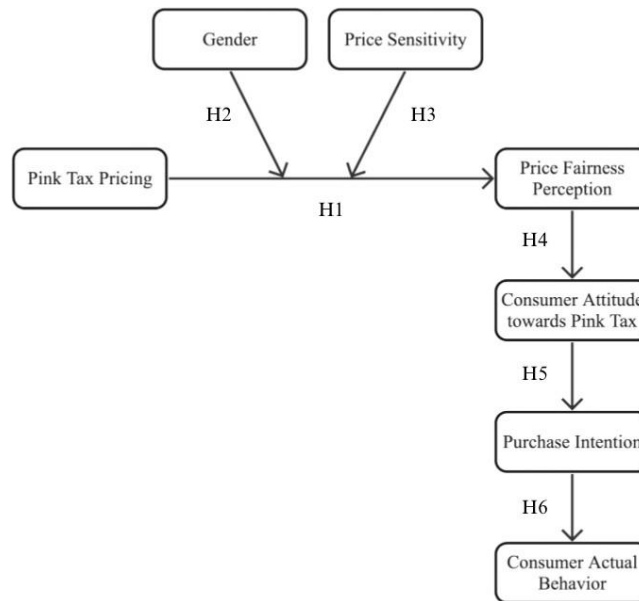 Gender
Price Sensitivity
H2
H3
Pink Tax Pricing
Price Fairness
Perception
H1
H4
Consumer Attitude
towards Pink Tax
H5
Purchase Intention
H6
Consumer Actual
Behavior